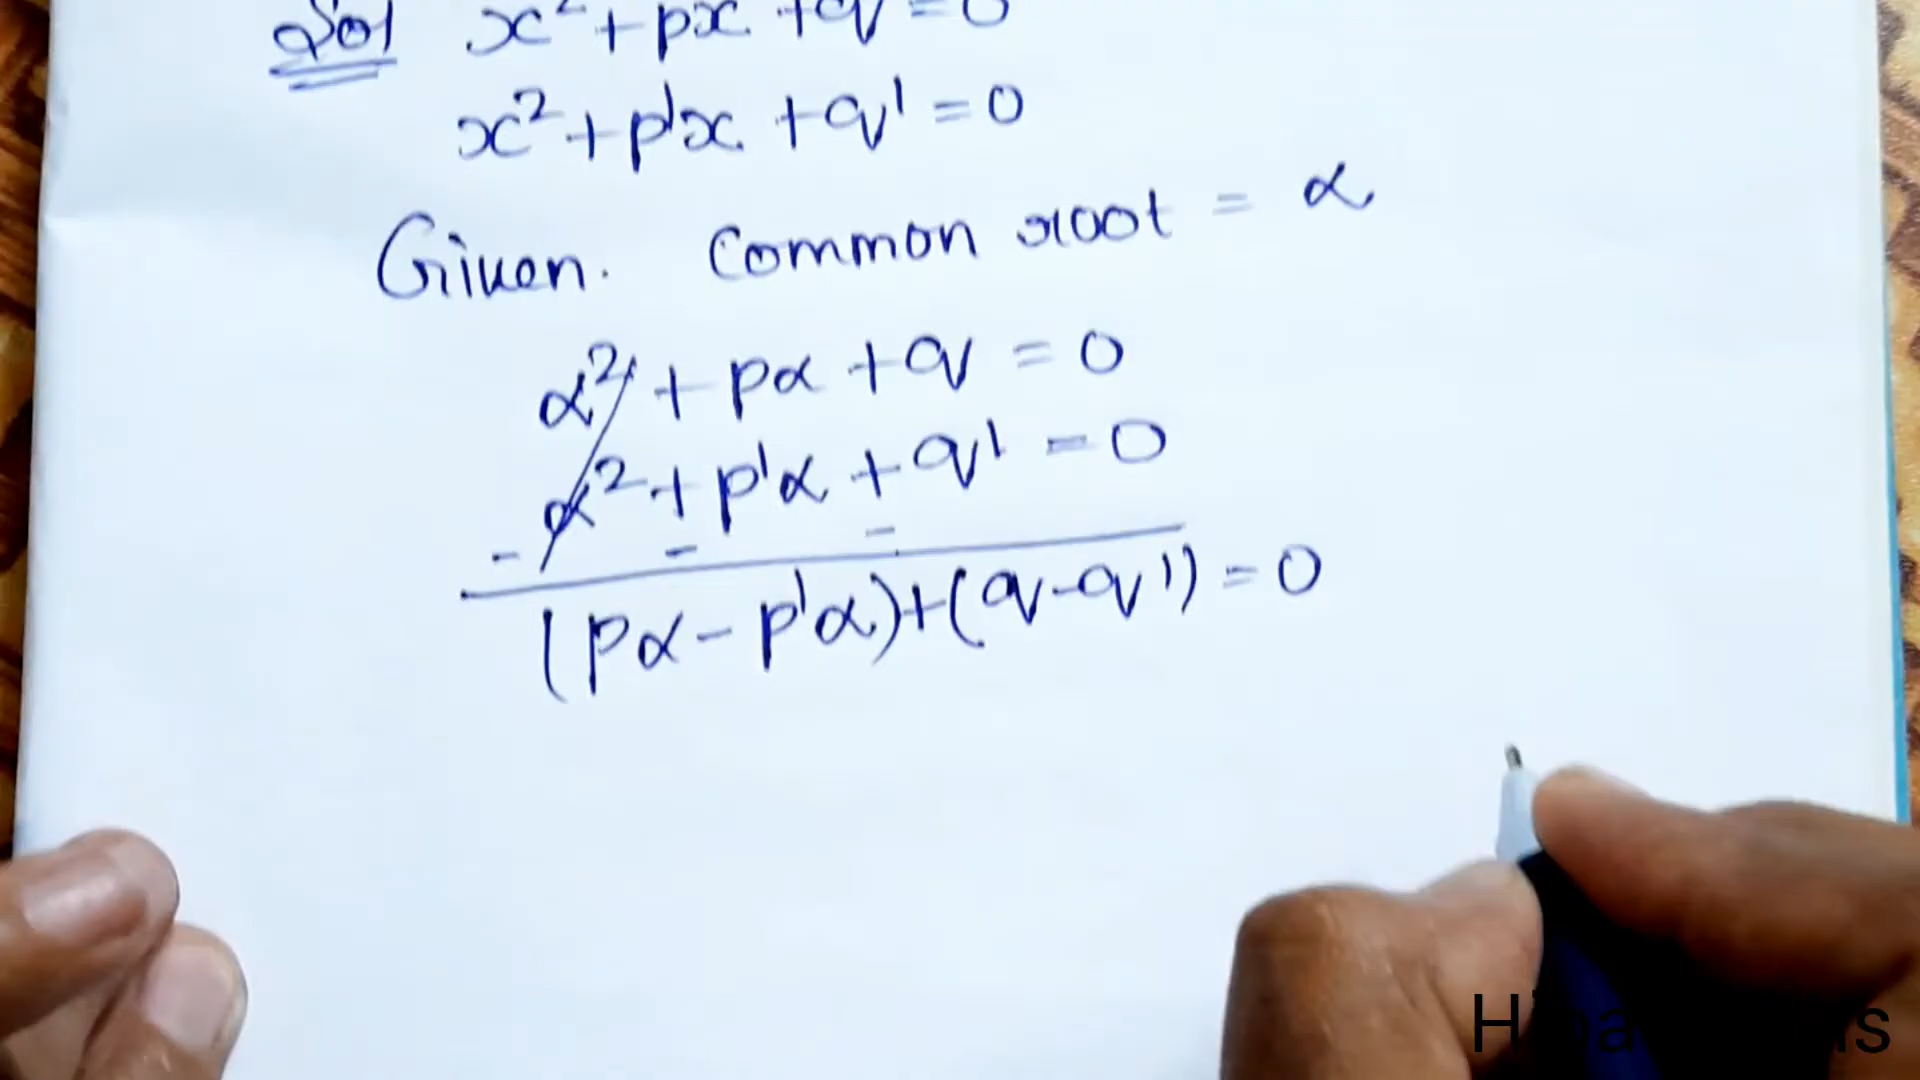 Sol x² + px + q = 0
x² + p'x + q' = 0
Given. Common root = α
α² + pα + q = 0
α² + p'α + q' = 0
- - -
(pα - p'α) + (q - q') = 0